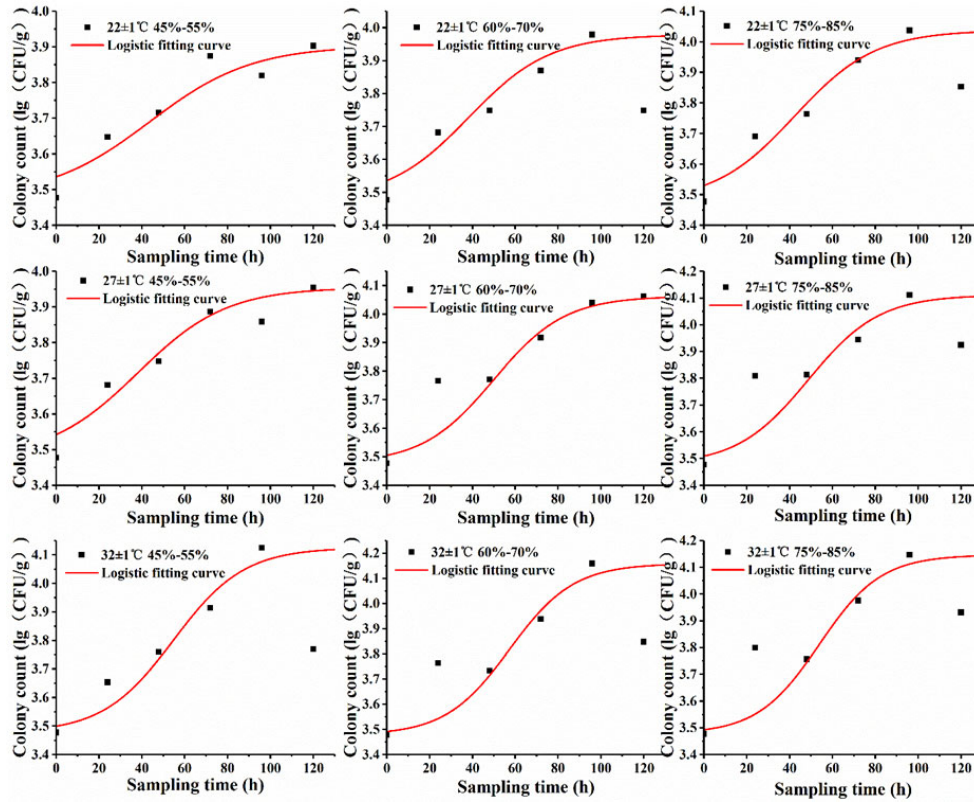 22±1℃ 45%-55%
Logistic fitting curve
Colony count (lg（CFU/g）
4.0
3.9
3.8
3.7
3.6
3.5
3.4
0 20 40 60 80 100 120
Sampling time (h)
22±1℃ 60%-70%
Logistic fitting curve
Colony count (lg（CFU/g）
4.0
3.9
3.8
3.7
3.6
3.5
3.4
0 20 40 60 80 100 120
Sampling time (h)
22±1℃ 75%-85%
Logistic fitting curve
Colony count (lg（CFU/g）
4.1
4.0
3.9
3.8
3.7
3.6
3.5
3.4
0 20 40 60 80 100 120
Sampling time (h)
27±1℃ 45%-55%
Logistic fitting curve
Colony count (lg（CFU/g）
4.0
3.9
3.8
3.7
3.6
3.5
3.4
0 20 40 60 80 100 120
Sampling time (h)
27±1℃ 60%-70%
Logistic fitting curve
Colony count (lg（CFU/g）
4.1
4.0
3.9
3.8
3.7
3.6
3.5
3.4
0 20 40 60 80 100 120
Sampling time (h)
27±1℃ 75%-85%
Logistic fitting curve
Colony count (lg（CFU/g）
4.2
4.1
4.0
3.9
3.8
3.7
3.6
3.5
3.4
0 20 40 60 80 100 120
Sampling time (h)
32±1℃ 45%-55%
Logistic fitting curve
Colony count (lg（CFU/g）
4.1
4.0
3.9
3.8
3.7
3.6
3.5
3.4
0 20 40 60 80 100 120
Sampling time (h)
32±1℃ 60%-70%
Logistic fitting curve
Colony count (lg（CFU/g）
4.2
4.1
4.0
3.9
3.8
3.7
3.6
3.5
3.4
0 20 40 60 80 100 120
Sampling time (h)
32±1℃ 75%-85%
Logistic fitting curve
Colony count (lg（CFU/g）
4.2
4.1
4.0
3.9
3.8
3.7
3.6
3.5
3.4
0 20 40 60 80 100 120
Sampling time (h)